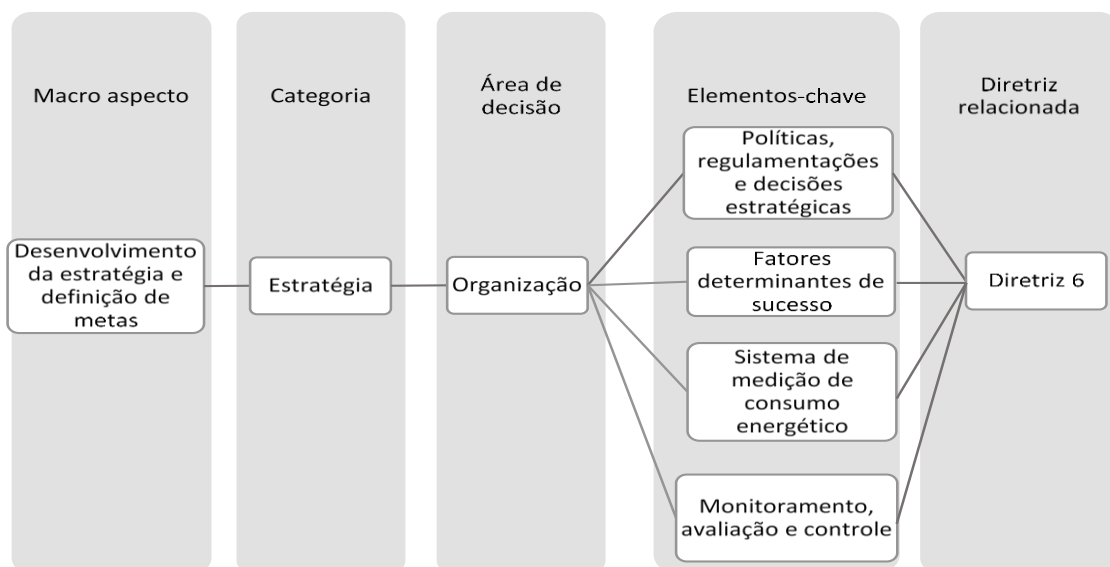 Macro aspecto
Categoria
Área de
decisão
Elementos-chave
Diretriz
relacionada
Desenvolvimento
da estratégia e
definição de
metas
Estratégia
Organização
Políticas,
regulamentações
e decisões
estratégicas
Fatores
determinantes de
sucesso
Sistema de
medição de
consumo
energético
Monitoramento,
avaliação e controle
Diretriz 6